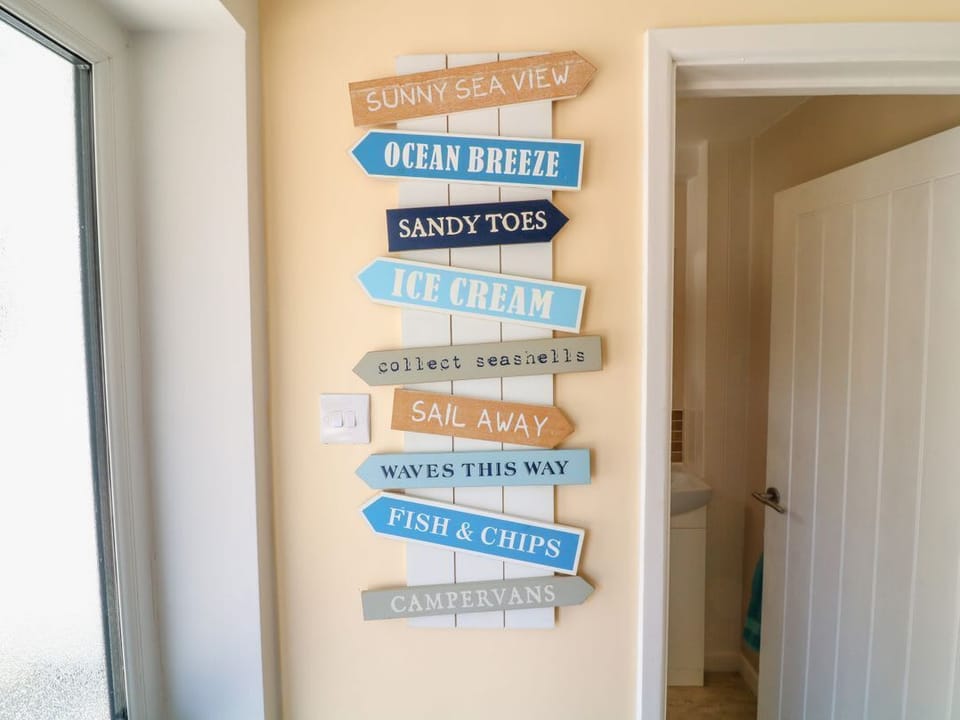 SUNNY SEA VIEW
OCEAN BREEZE
SANDY TOES
ICE CREAM
collect seashells
SAIL AWAY
WAVES THIS WAY
FISH & CHIPS
CAMPERVANS